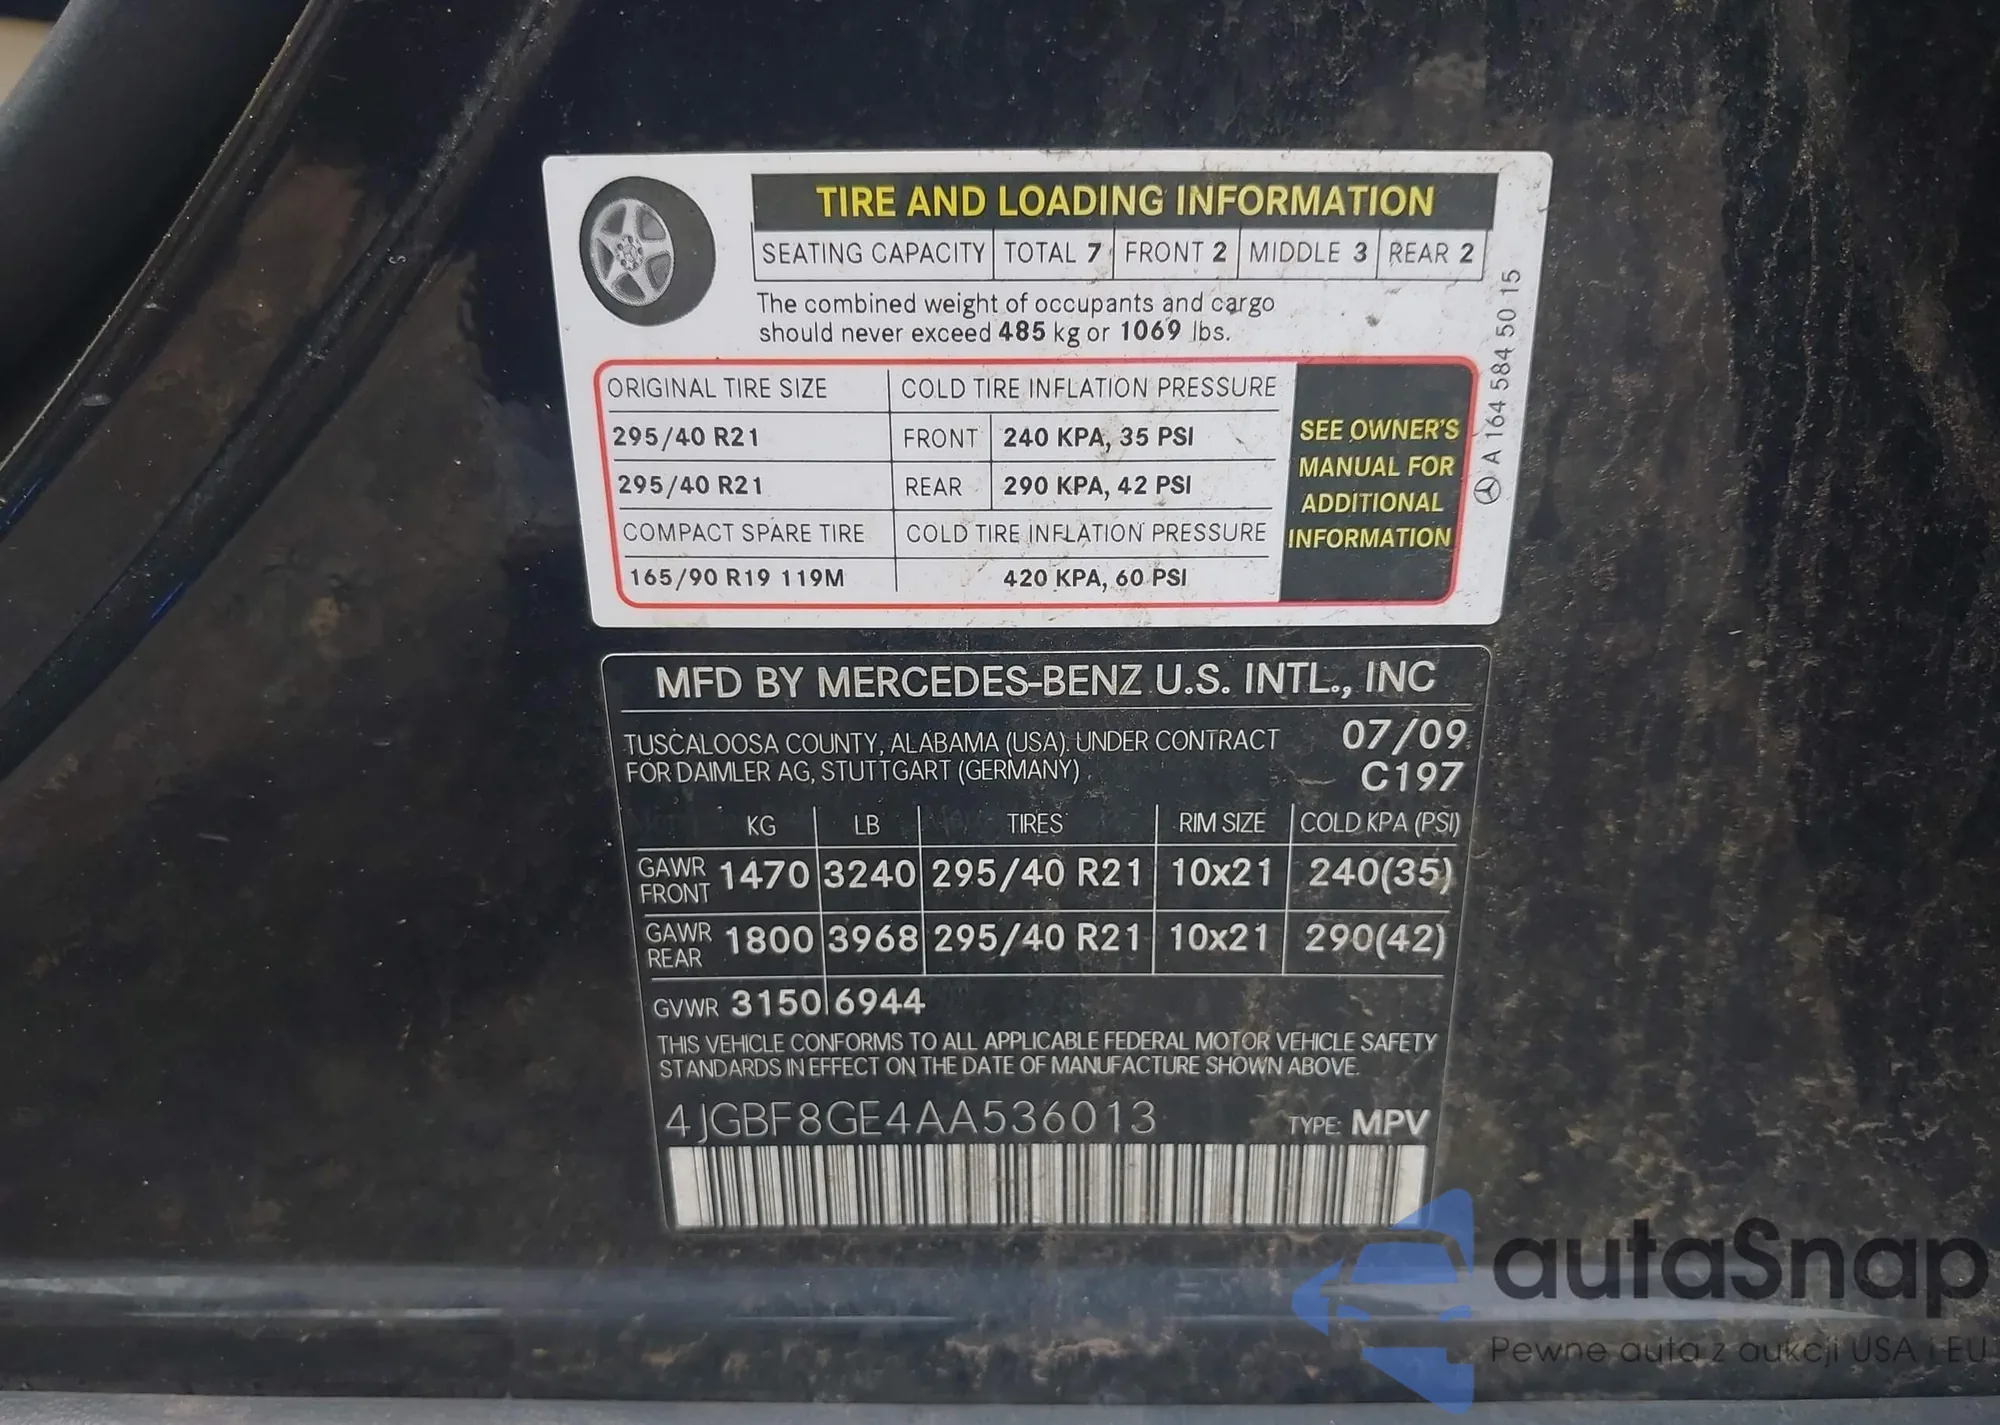 TIRE AND LOADING INFORMATION
SEATING CAPACITY TOTAL 7 FRONT 2 MIDDLE 3 REAR 2
The combined weight of occupants and cargo
should never exceed 485 kg or 1069 lbs.
ORIGINAL TIRE SIZE COLD TIRE INFLATION PRESSURE
295/40 R21 FRONT 240 KPA, 35 PSI
295/40 R21 REAR 290 KPA, 42 PSI
COMPACT SPARE TIRE COLD TIRE INFLATION PRESSURE
165/90 R19 119M 420 KPA, 60 PSI
SEE OWNER'S
MANUAL FOR
ADDITIONAL
INFORMATION
A 164 584 50 15
MFD BY MERCEDES-BENZ U.S. INTL., INC
TUSCALOOSA COUNTY, ALABAMA (USA). UNDER CONTRACT 07/09
FOR DAIMLER AG, STUTTGART (GERMANY) C197
KG LB TIRES RIM SIZE COLD KPA (PSI)
GAWR FRONT 1470 3240 295/40 R21 10x21 240(35)
GAWR REAR 1800 3968 295/40 R21 10x21 290(42)
GVWR 3150 6944
THIS VEHICLE CONFORMS TO ALL APPLICABLE FEDERAL MOTOR VEHICLE SAFETY
STANDARDS IN EFFECT ON THE DATE OF MANUFACTURE SHOWN ABOVE.
4JGBF8GE4AA536013 TYPE: MPV
autaSnap
Pewne auta z aukcji USA i EU